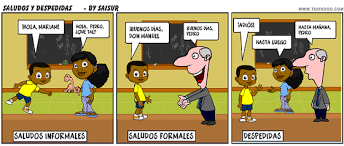 SALUDOS Y DESPEDIDAS - BY SAISUR
WWW.TOONDOO.COM
¡HOLA, MARIAM!
HOLA, PEDRO.
¿QUÉ TAL?
SALUDOS INFORMALES
BUENOS DÍAS,
DON MANUEL
BUENOS DÍAS,
PEDRO
SALUDOS FORMALES
¡ADIÓS!
HASTA LUEGO
HASTA MAÑANA,
PEDRO
DESPEDIDAS